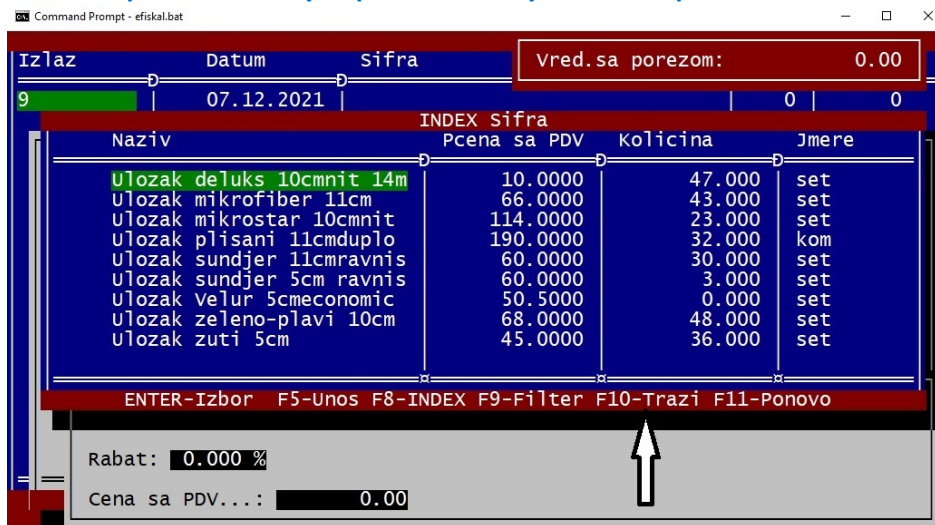 Command Prompt - efiskal.bat
Izlaz Datum Sifra Vred.sa porezom: 0.00
9 07.12.2021 0 0
INDEX Sifra
Naziv Pcena sa PDV Kolicina Jmere
Ulozak deluks 10cmnit 14m 10.0000 47.000 set
Ulozak mikrofiber 11cm 66.0000 43.000 set
Ulozak mikrostar 10cmnit 114.0000 23.000 set
Ulozak plisani 11cmduplo 190.0000 32.000 kom
Ulozak sundjer 11cmravnis 60.0000 30.000 set
Ulozak sundjer 5cm ravnis 60.0000 3.000 set
Ulozak Velur 5cmeconomic 50.5000 0.000 set
Ulozak zeleno-plavi 10cm 68.0000 48.000 set
Ulozak zuti 5cm 45.0000 36.000 set
ENTER-Izbor F5-Unos F8-INDEX F9-Filter F10-Trazi F11-Ponovo
Rabat: 0.000 %
Cena sa PDV...: 0.00